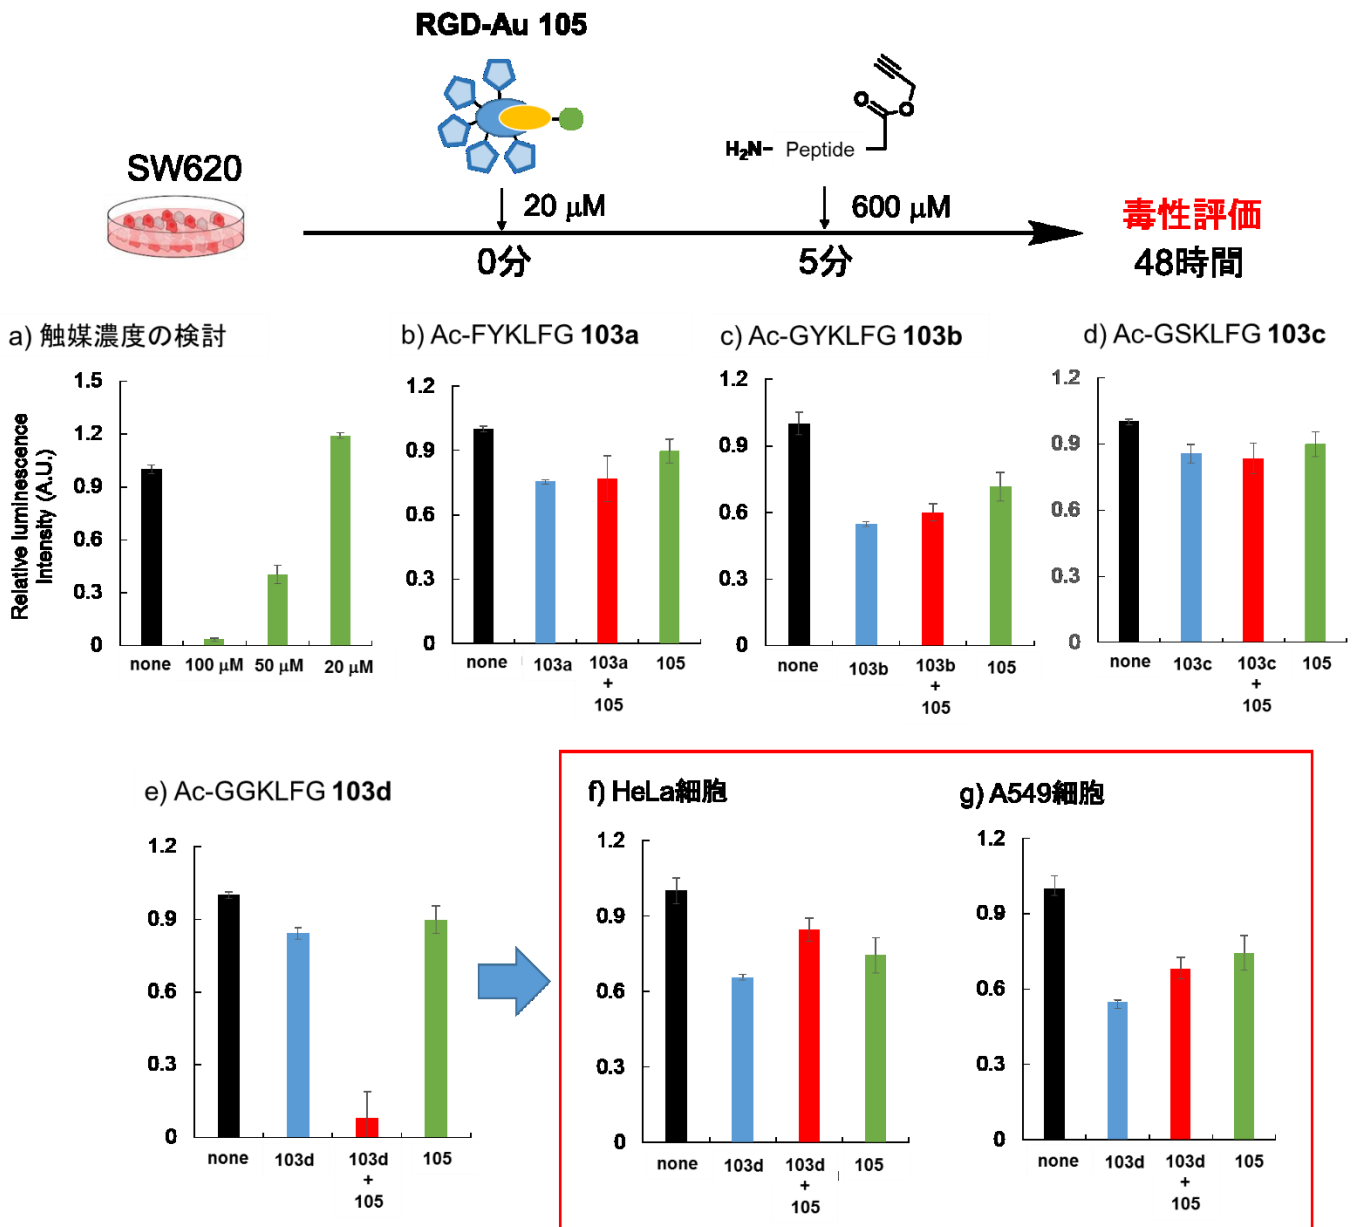 RGD-Au 105
H₂N- Peptide
O
O
SW620
20 μM
600 μM
0分
5分
毒性評価
48時間
a) 触媒濃度の検討
Relative luminescence
Intensity (A.U.)
1.5
1.2
0.9
0.6
0.3
0
none 100 μM 50 μM 20 μM
b) Ac-FYKLFG 103a
1.2
0.9
0.6
0.3
0
none 103a 103a + 105 105
c) Ac-GYKLFG 103b
1.2
0.9
0.6
0.3
0
none 103b 103b + 105 105
d) Ac-GSKLFG 103c
1.2
0.9
0.6
0.3
0
none 103c 103c + 105 105
e) Ac-GGKLFG 103d
1.2
0.9
0.6
0.3
0
none 103d 103d + 105 105
f) HeLa細胞
1.2
0.9
0.6
0.3
0
none 103d 103d + 105 105
g) A549細胞
1.2
0.9
0.6
0.3
0
none 103d 103d + 105 105